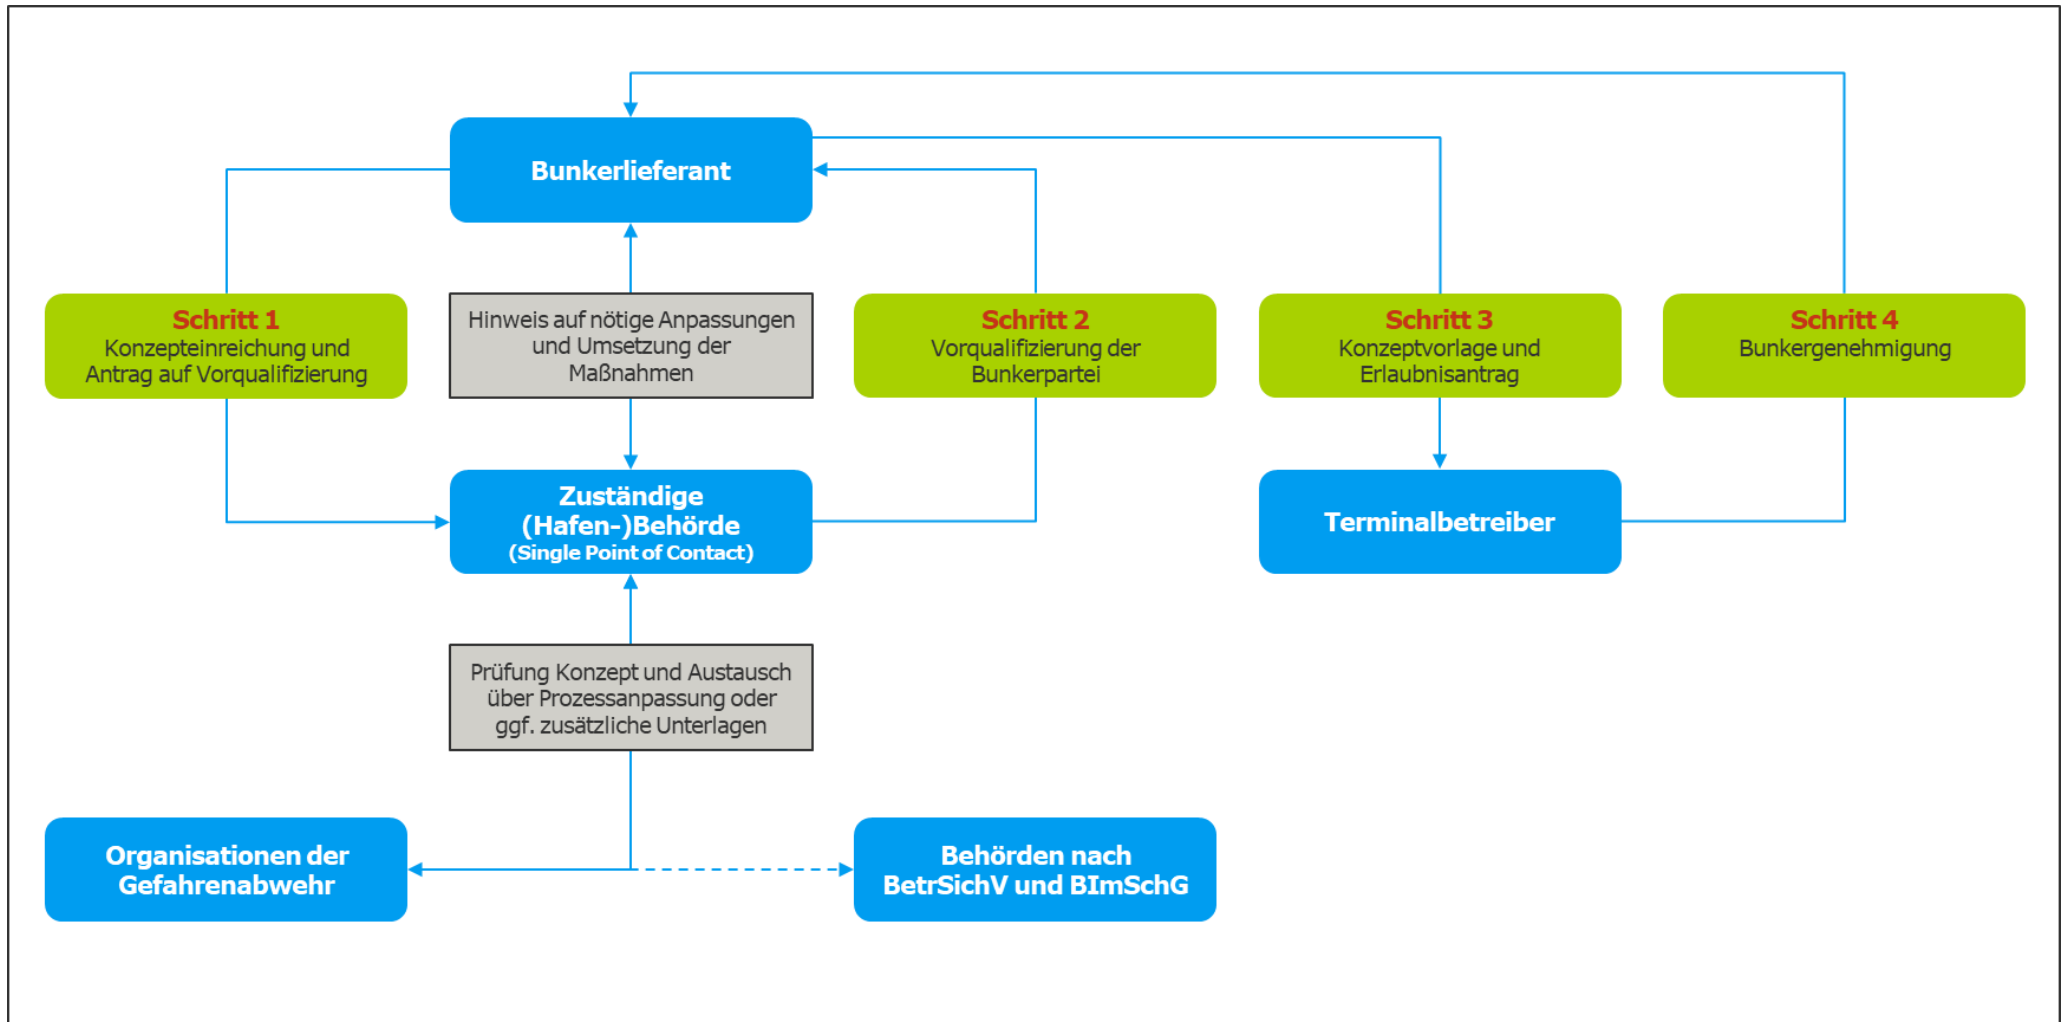 Bunkerlieferant
Schritt 1
Konzepteinreichung und
Antrag auf Vorqualifizierung
Hinweis auf nötige Anpassungen
und Umsetzung der
Maßnahmen
Schritt 2
Vorqualifizierung der
Bunkerpartei
Schritt 3
Konzeptvorlage und
Erlaubnisantrag
Schritt 4
Bunkergenehmigung
Zuständige
(Hafen-)Behörde
(Single Point of Contact)
Terminalbetreiber
Prüfung Konzept und Austausch
über Prozessanpassung oder
ggf. zusätzliche Unterlagen
Organisationen der
Gefahrenabwehr
Behörden nach
BetrSichV und BImSchG